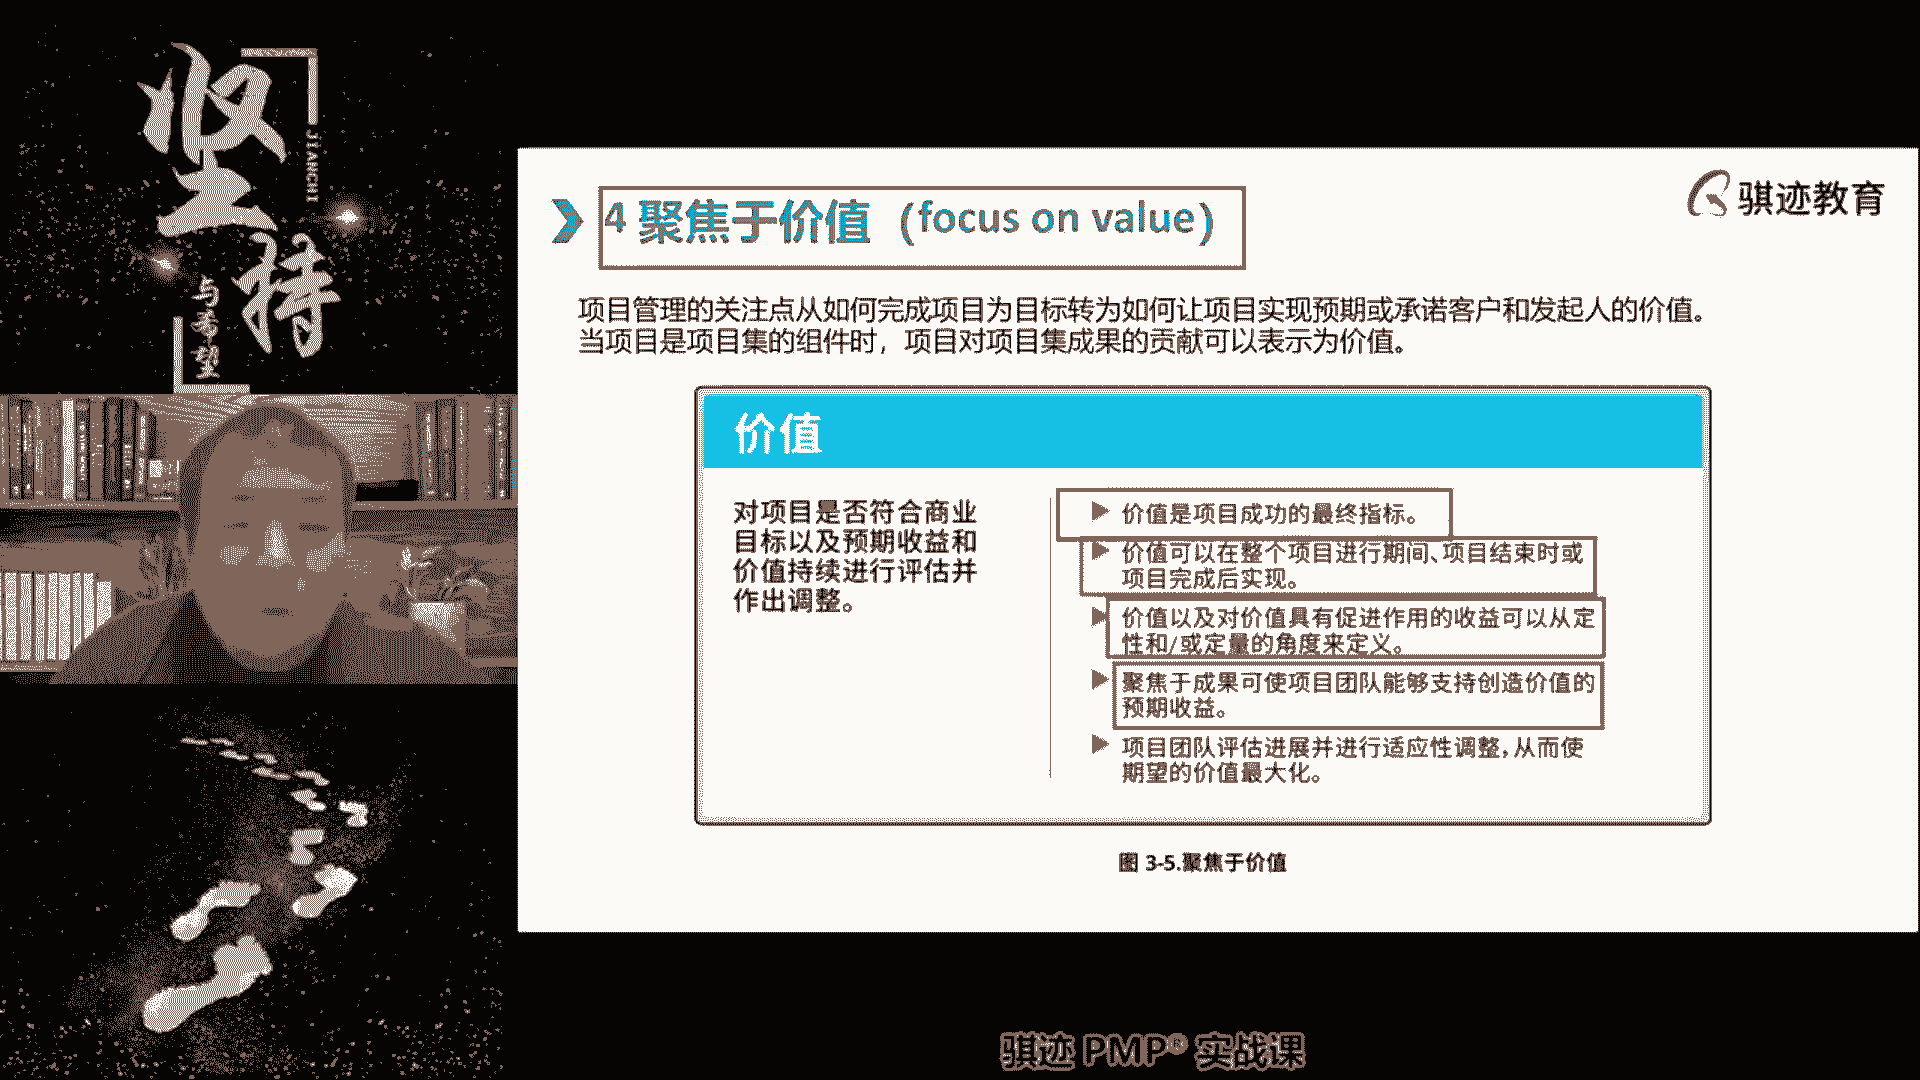 坚持
JIANCHI
与希望
骐迹教育
4 聚焦于价值（focus on value）
项目管理的关注点从如何完成项目为目标转为如何让项目实现预期或承诺客户和发起人的价值。
当项目是项目集的组件时，项目对项目集成果的贡献可以表示为价值。
价值
对项目是否符合商业
目标以及预期收益和
价值持续进行评估并
作出调整。
价值是项目成功的最终指标。
价值可以在整个项目进行期间、项目结束时或
项目完成后实现。
价值以及对价值具有促进作用的收益可以从定
性和/或定量的角度来定义。
聚焦于成果可使项目团队能够支持创造价值的
预期收益。
项目团队评估进展并进行适应性调整，从而使
期望的价值最大化。
图 3-5.聚焦于价值
骐迹 PMP® 实战课